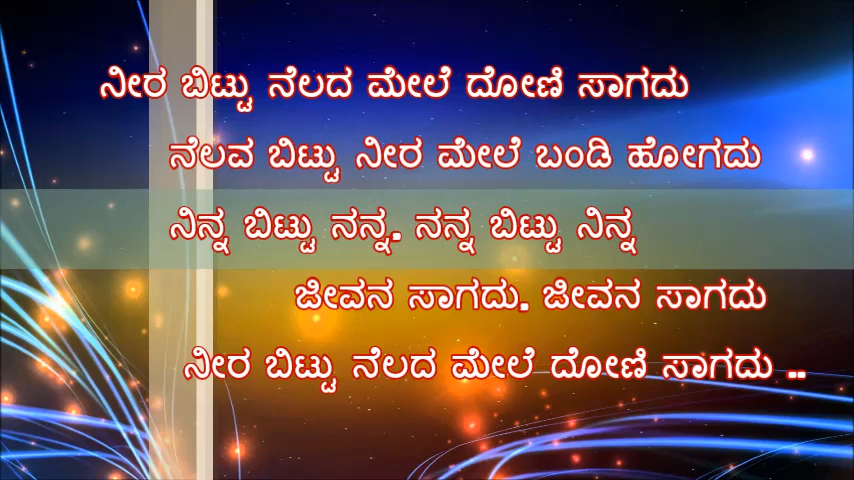 ನೀರ ಬಿಟ್ಟು ನೆಲದ ಮೇಲೆ ದೋಣಿ ಸಾಗದು
ನೆಲವ ಬಿಟ್ಟು ನೀರ ಮೇಲೆ ಬಂಡಿ ಹೋಗದು
ನಿನ್ನ ಬಿಟ್ಟು ನನ್ನ. ನನ್ನ ಬಿಟ್ಟು ನಿನ್ನ
ಜೀವನ ಸಾಗದು. ಜೀವನ ಸಾಗದು
ನೀರ ಬಿಟ್ಟು ನೆಲದ ಮೇಲೆ ದೋಣಿ ಸಾಗದು ..